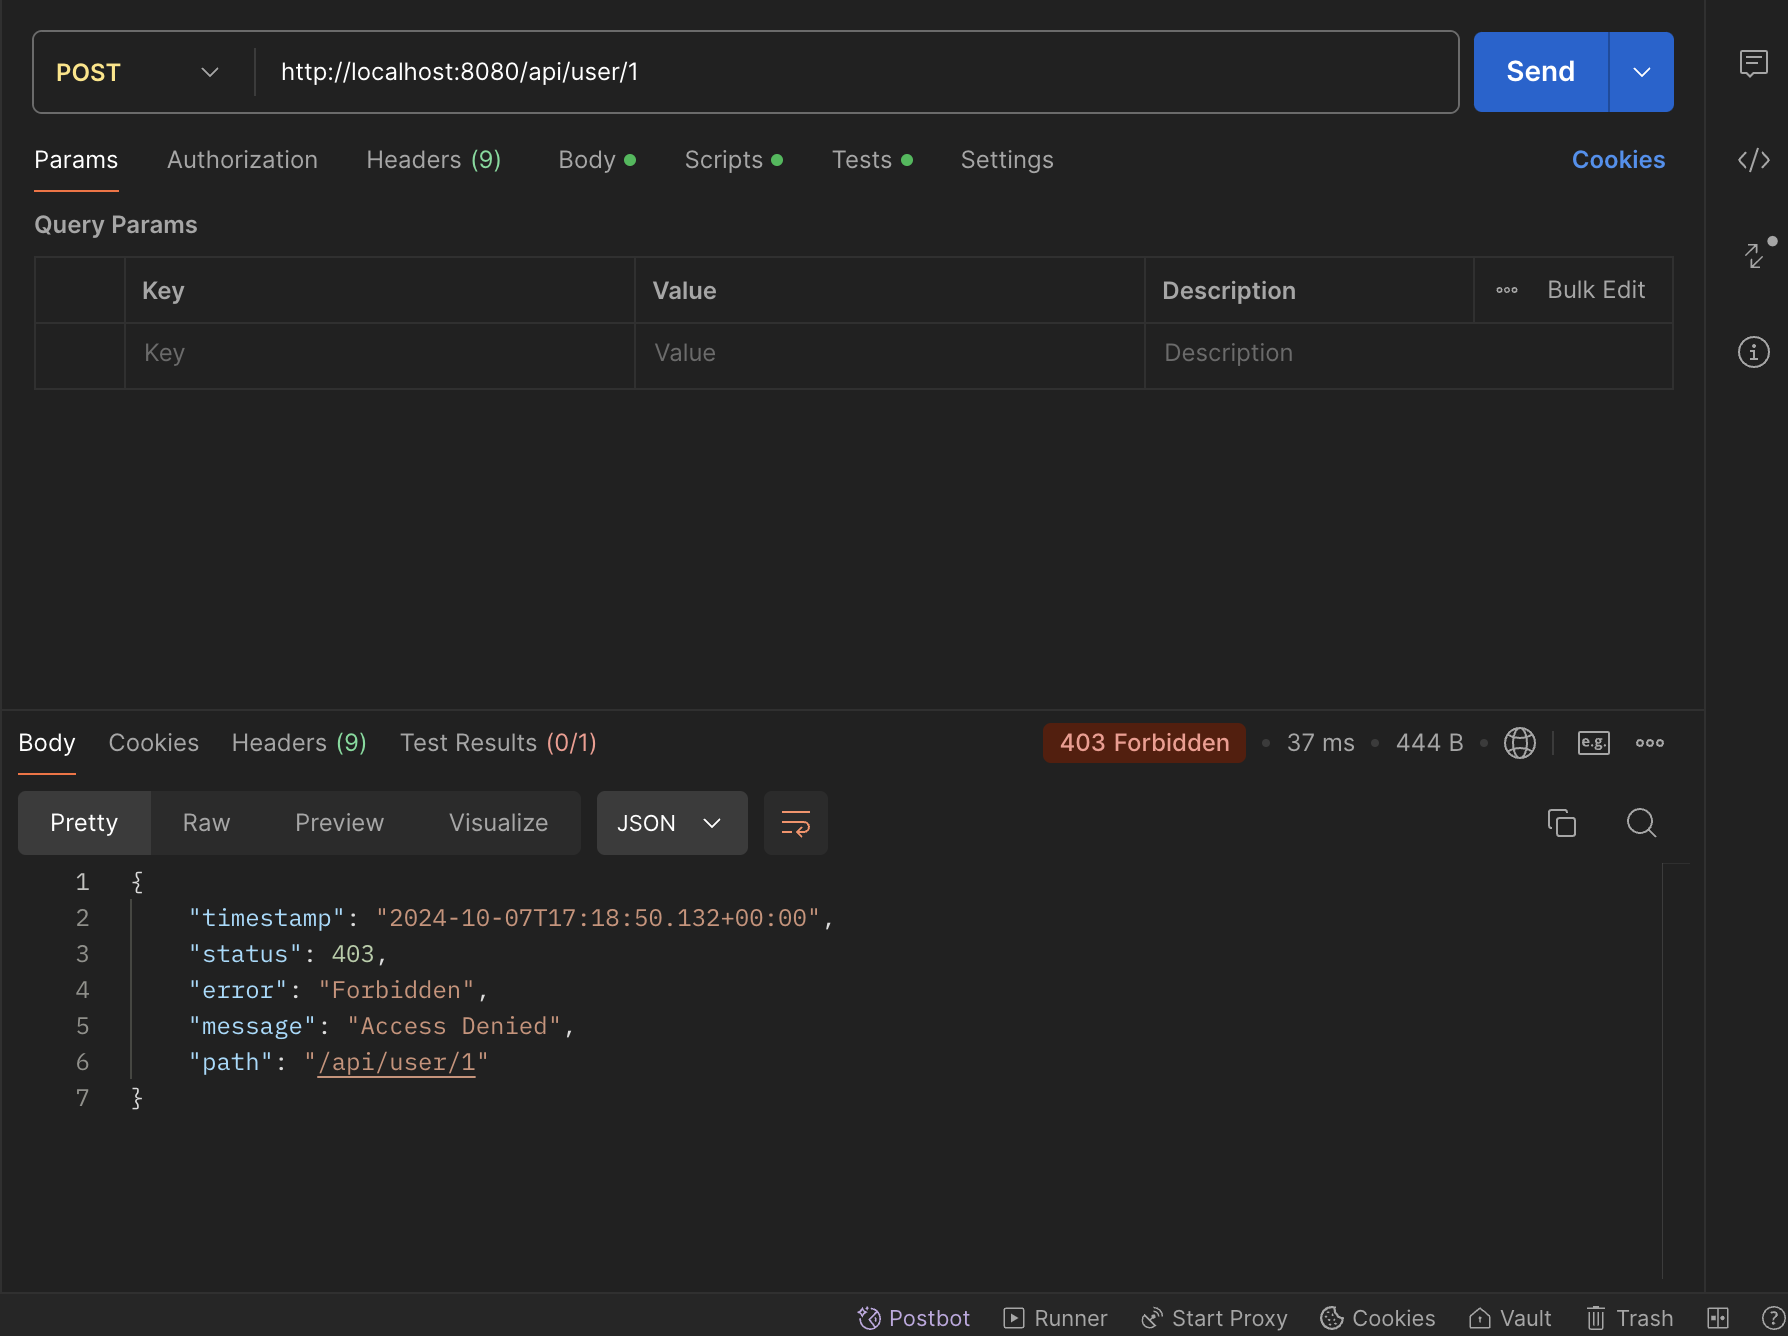 POST http://localhost:8080/api/user/1 Send
Params Authorization Headers (9) Body Scripts Tests Settings Cookies
Query Params
Key Value Description Bulk Edit
Key Value Description
Body Cookies Headers (9) Test Results (0/1) 403 Forbidden 37 ms 444 B e.g.
Pretty Raw Preview Visualize JSON
1 {
2 "timestamp": "2024-10-07T17:18:50.132+00:00",
3 "status": 403,
4 "error": "Forbidden",
5 "message": "Access Denied",
6 "path": "/api/user/1"
7 }
Postbot Runner Start Proxy Cookies Vault Trash